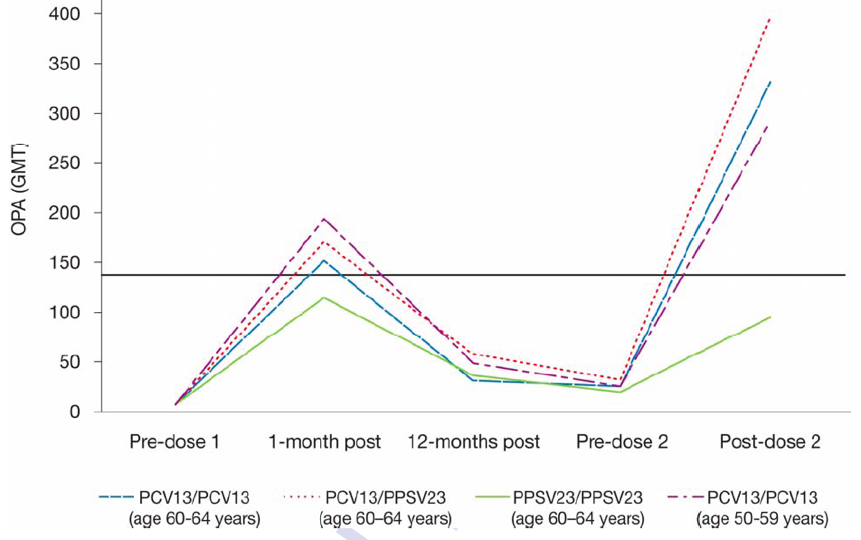 400
350
300
250
200
150
100
50
0
OPA (GMT)
Pre-dose 1 1-month post 12-months post Pre-dose 2 Post-dose 2
PCV13/PCV13 PCV13/PPSV23 PPSV23/PPSV23 PCV13/PCV13
(age 60-64 years) (age 60–64 years) (age 60–64 years) (age 50-59 years)